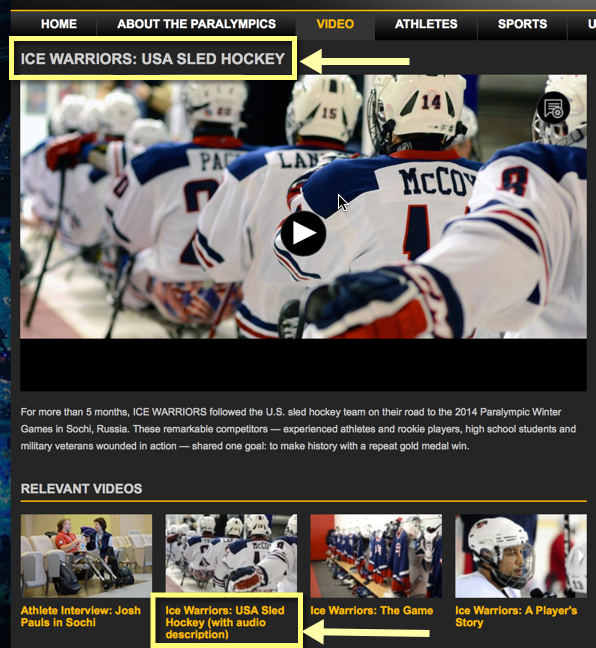 HOME ABOUT THE PARALYMPICS VIDEO ATHLETES SPORTS
ICE WARRIORS: USA SLED HOCKEY
15
14
LAN
McCOY
For more than 5 months, ICE WARRIORS followed the U.S. sled hockey team on their road to the 2014 Paralympic Winter
Games in Sochi, Russia. These remarkable competitors — experienced athletes and rookie players, high school students and
military veterans wounded in action — shared one goal: to make history with a repeat gold medal win.
RELEVANT VIDEOS
Athlete Interview: Josh
Pauls in Sochi
Ice Warriors: USA Sled
Hockey (with audio
description)
Ice Warriors: The Game
Ice Warriors: A Player's
Story